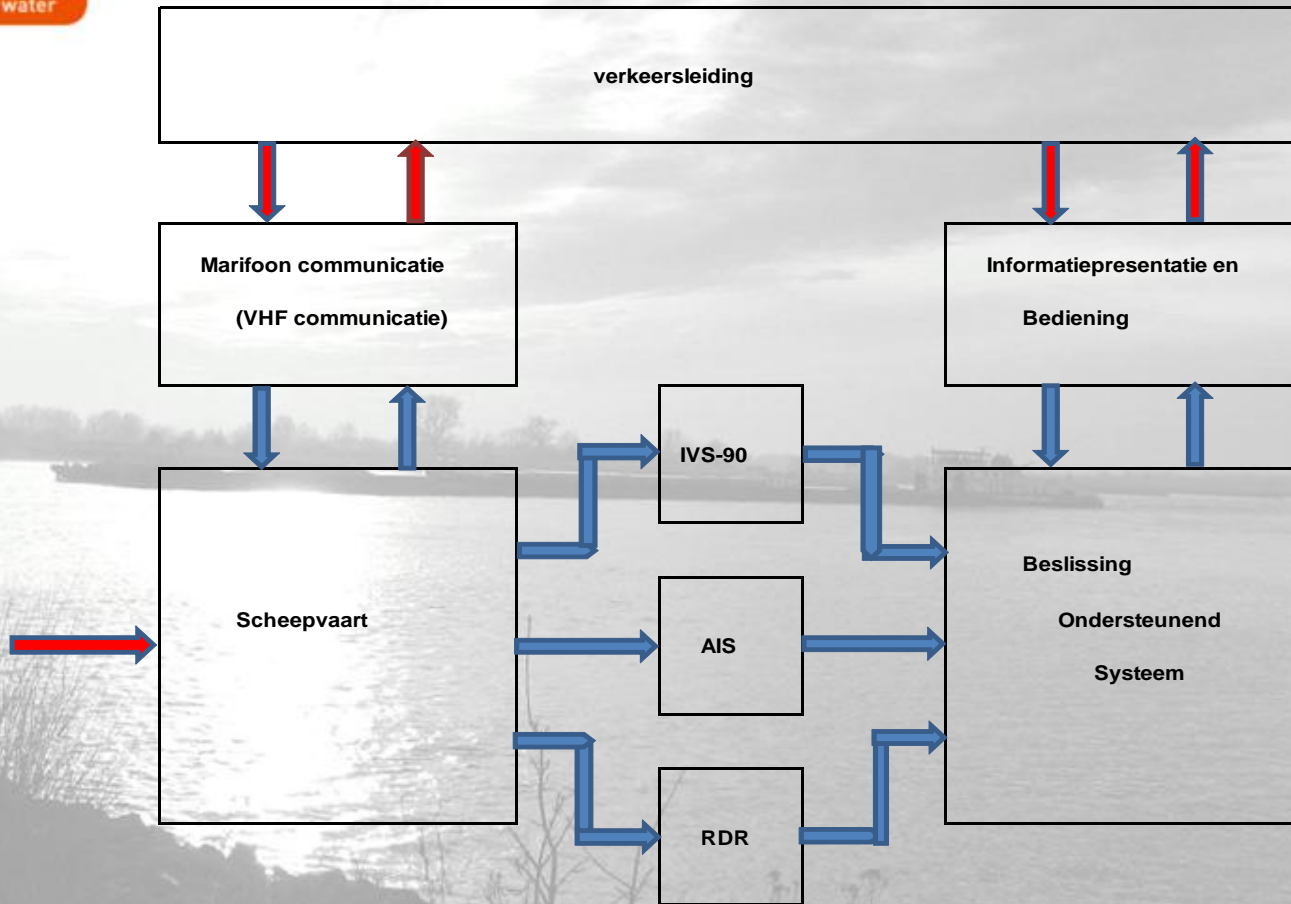 water
verkeersleiding
Marifoon communicatie
(VHF communicatie)
Informatiepresentatie en
Bediening
IVS-90
Beslissing
Ondersteunend
Systeem
Scheepvaart
AIS
RDR